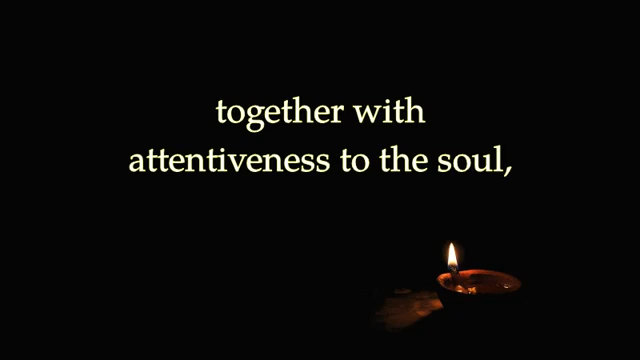 together with
attentiveness to the soul,